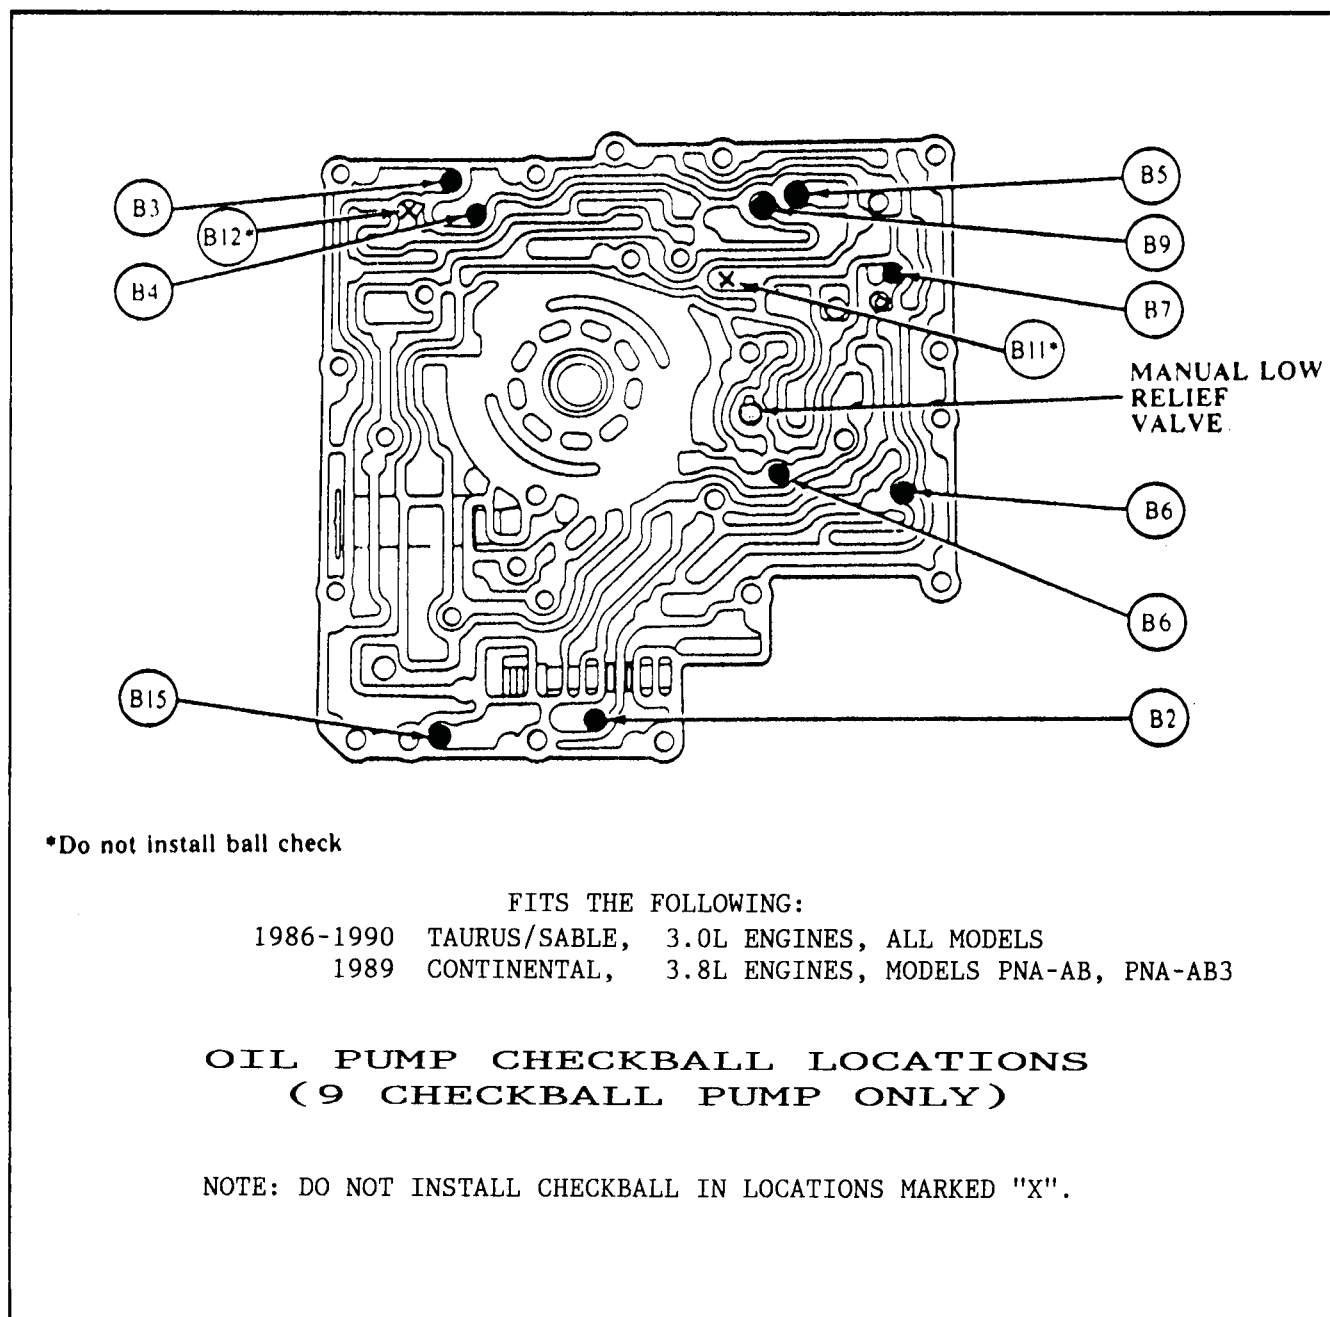 B3
B12*
B4
B5
B9
B7
B11*
MANUAL LOW
RELIEF
VALVE
B6
B6
B15
B2
*Do not install ball check
FITS THE FOLLOWING:
1986-1990 TAURUS/SABLE, 3.0L ENGINES, ALL MODELS
1989 CONTINENTAL, 3.8L ENGINES, MODELS PNA-AB, PNA-AB3
OIL PUMP CHECKBALL LOCATIONS
(9 CHECKBALL PUMP ONLY)
NOTE: DO NOT INSTALL CHECKBALL IN LOCATIONS MARKED "X".